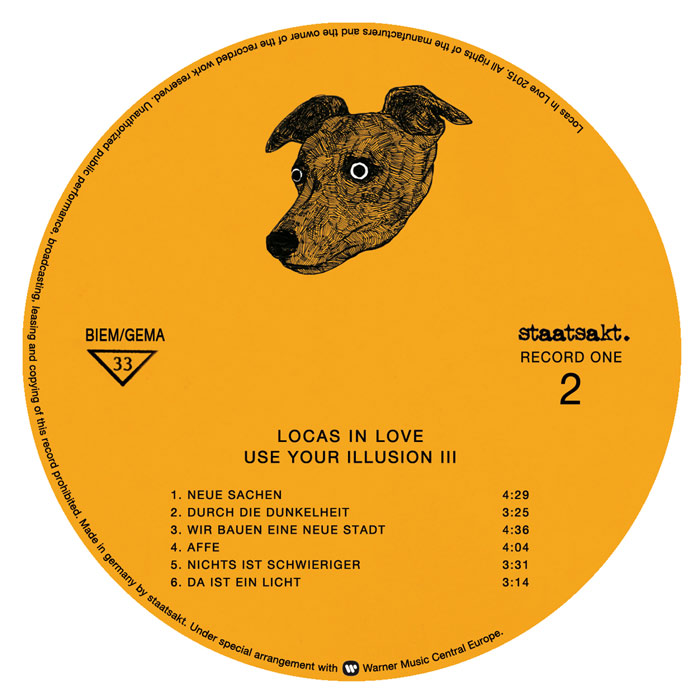 Locas In Love 2015. All rights of the manufacturers and the owner of the recorded work reserved. Unauthorized public performance, broadcasting, leasing and copying of this record prohibited. Made in germany by staatsakt. Under special arrangement with Warner Music Central Europe.
BIEM/GEMA
33
staatsakt.
RECORD ONE
2
LOCAS IN LOVE
USE YOUR ILLUSION III
1. NEUE SACHEN 4:29
2. DURCH DIE DUNKELHEIT 3:25
3. WIR BAUEN EINE NEUE STADT 4:36
4. AFFE 4:04
5. NICHTS IST SCHWIERIGER 3:31
6. DA IST EIN LICHT 3:14